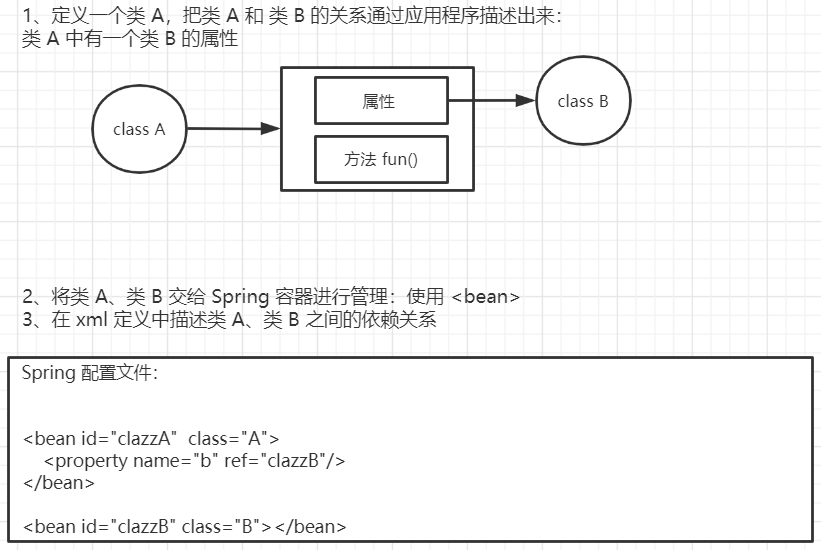 1、定义一个类 A，把类 A 和 类 B 的关系通过应用程序描述出来：
类 A 中有一个类 B 的属性
class A
属性
class B
方法 fun()
2、将类 A、类 B 交给 Spring 容器进行管理：使用 <bean>
3、在 xml 定义中描述类 A、类 B 之间的依赖关系
Spring 配置文件：
<bean id="clazzA"  class="A">
<property name="b" ref="clazzB"/>
</bean>
<bean id="clazzB" class="B"></bean>